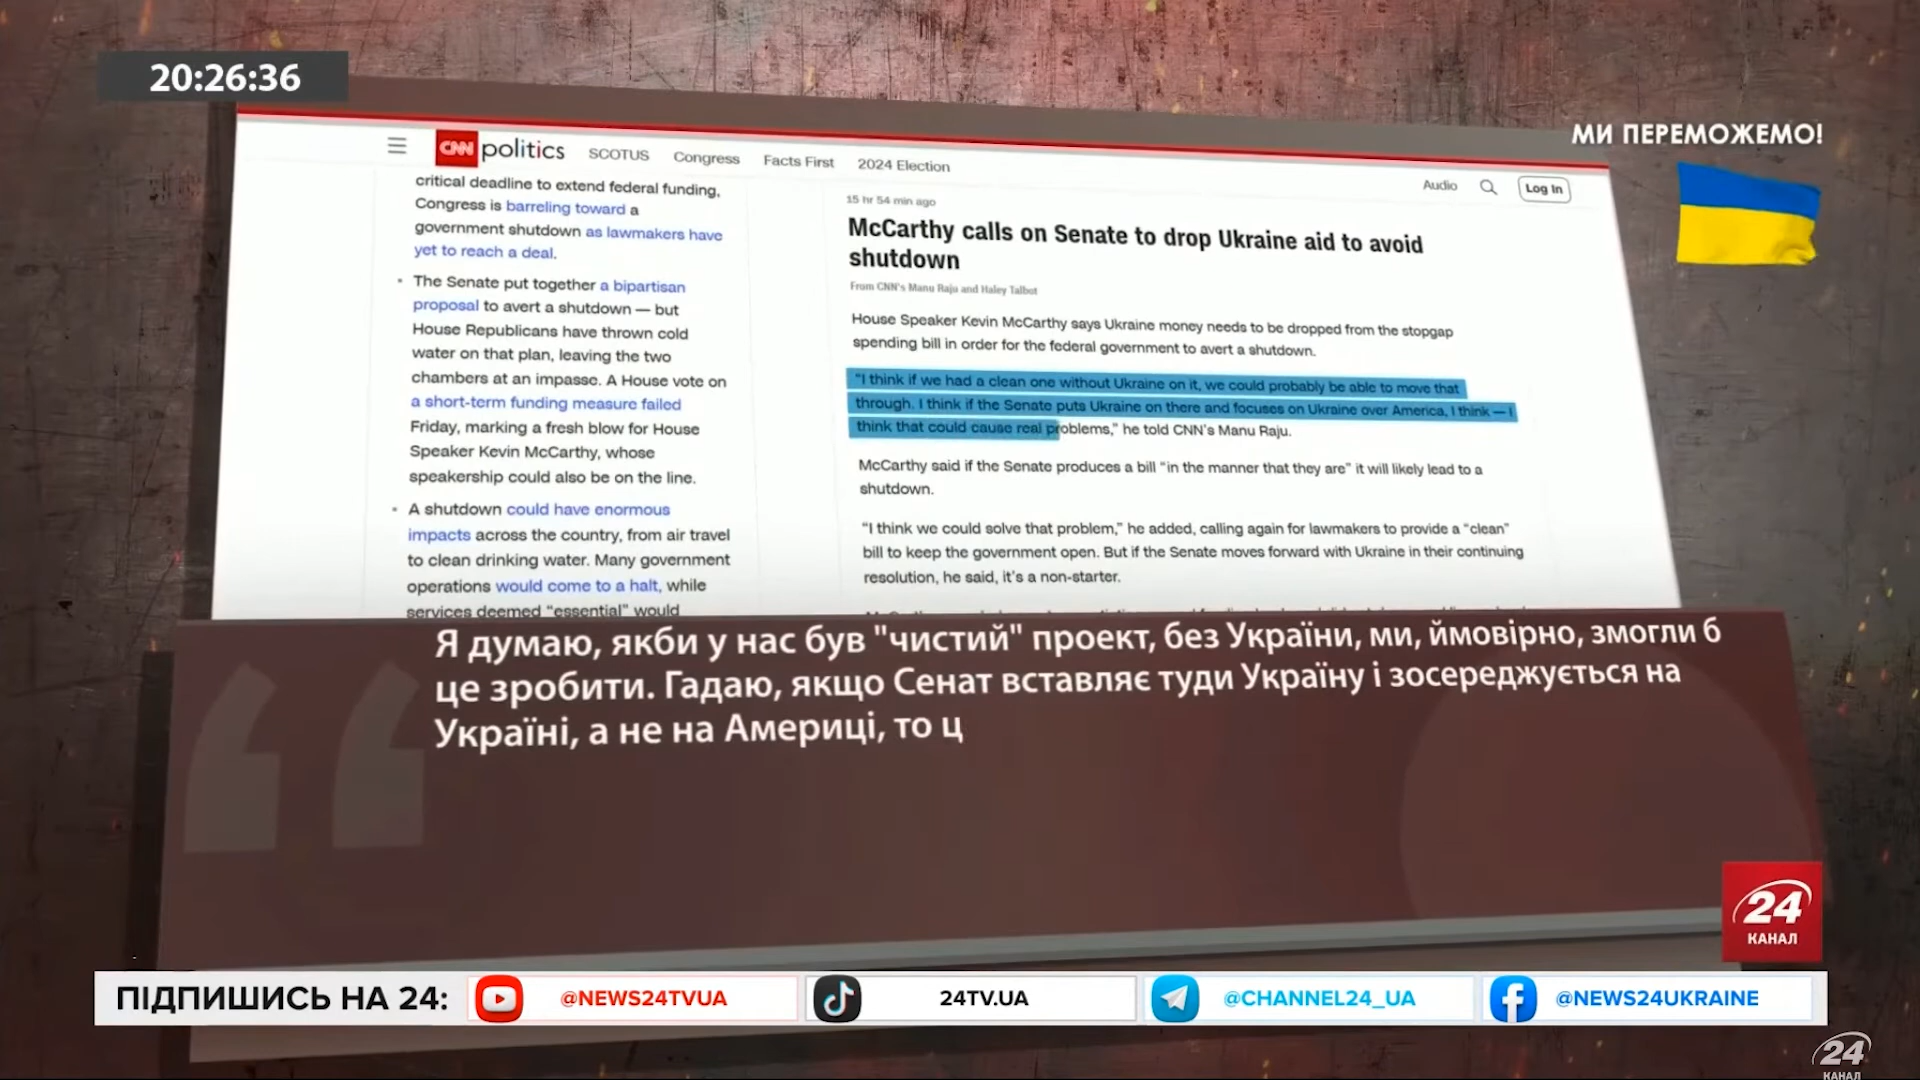 20:26:36
МИ ПЕРЕМОЖЕМО!
CNN politics SCOTUS Congress Facts First 2024 Election Audio Log In
critical deadline to extend federal funding,
Congress is barreling toward a
government shutdown as lawmakers have
yet to reach a deal.
• The Senate put together a bipartisan
proposal to avert a shutdown — but
House Republicans have thrown cold
water on that plan, leaving the two
chambers at an impasse. A House vote on
a short-term funding measure failed
Friday, marking a fresh blow for House
Speaker Kevin McCarthy, whose
speakership could also be on the line.
• A shutdown could have enormous
impacts across the country, from air travel
to clean drinking water. Many government
operations would come to a halt, while
services deemed “essential” would
15 hr 54 min ago
McCarthy calls on Senate to drop Ukraine aid to avoid
shutdown
From CNN's Manu Raju and Haley Talbot
House Speaker Kevin McCarthy says Ukraine money needs to be dropped from the stopgap
spending bill in order for the federal government to avert a shutdown.
“I think if we had a clean one without Ukraine on it, we could probably be able to move that
through. I think if the Senate puts Ukraine on there and focuses on Ukraine over America, I think — I
think that could cause real problems,” he told CNN's Manu Raju.
McCarthy said if the Senate produces a bill “in the manner that they are” it will likely lead to a
shutdown.
“I think we could solve that problem,” he added, calling again for lawmakers to provide a “clean”
bill to keep the government open. But if the Senate moves forward with Ukraine in their continuing
resolution, he said, it's a non-starter.
Я думаю, якби у нас був "чистий" проект, без України, ми, ймовірно, змогли б
це зробити. Гадаю, якщо Сенат вставляє туди Україну і зосереджується на
Україні, а не на Америці, то ц
24
КАНАЛ
ПІДПИШИСЬ НА 24: @NEWS24TVUA 24TV.UA @CHANNEL24_UA @NEWS24UKRAINE
24
КАНАЛ